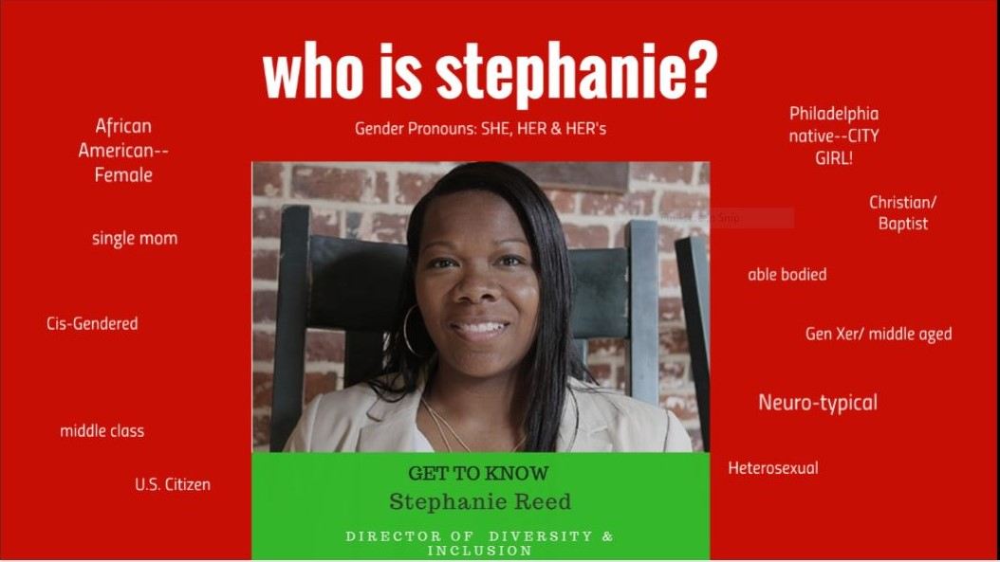 who is stephanie?
Gender Pronouns: SHE, HER & HER's
African
American--
Female
single mom
Cis-Gendered
middle class
U.S. Citizen
Philadelphia
native--CITY
GIRL!
Christian/
Baptist
able bodied
Gen Xer/ middle aged
Neuro-typical
Heterosexual
GET TO KNOW
Stephanie Reed
DIRECTOR OF DIVERSITY &
INCLUSION